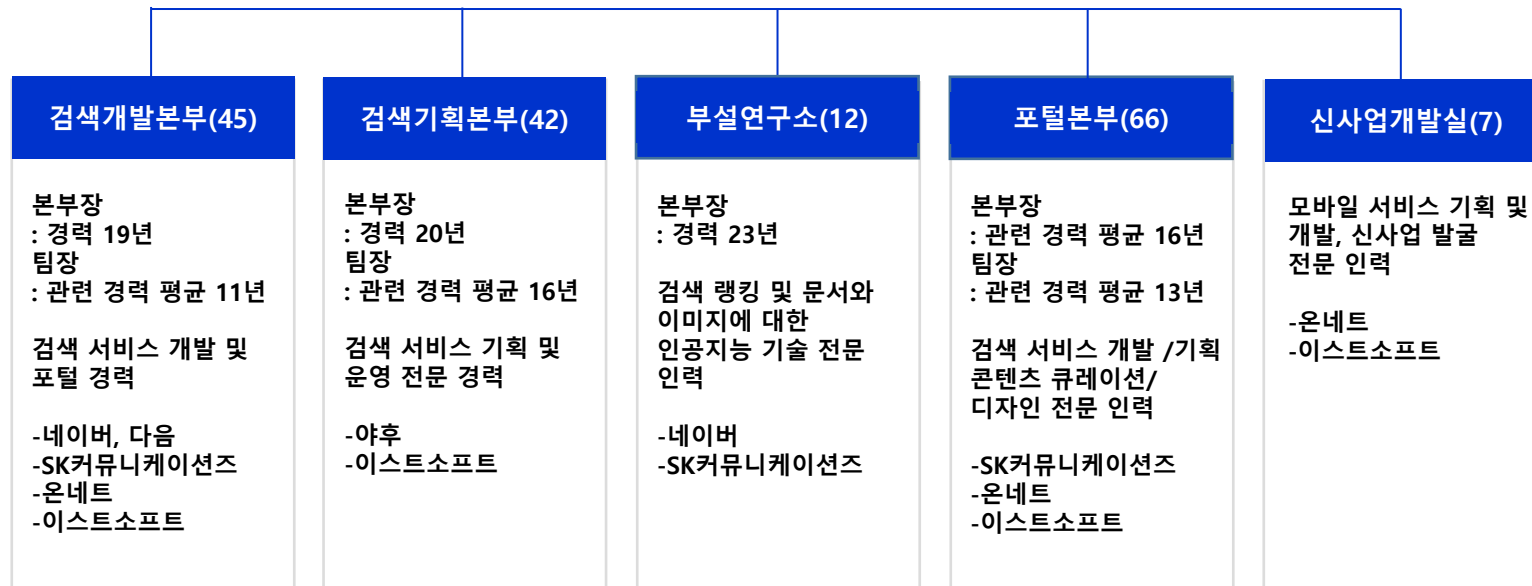 검색개발본부(45)
본부장
: 경력 19년
팀장
: 관련 경력 평균 11년
검색 서비스 개발 및
포털 경력
-네이버, 다음
-SK커뮤니케이션즈
-온네트
-이스트소프트
검색기획본부(42)
본부장
: 경력 20년
팀장
: 관련 경력 평균 16년
검색 서비스 기획 및
운영 전문 경력
-야후
-이스트소프트
부설연구소(12)
본부장
: 경력 23년
검색 랭킹 및 문서와
이미지에 대한
인공지능 기술 전문
인력
-네이버
-SK커뮤니케이션즈
포털본부(66)
본부장
: 관련 경력 평균 16년
팀장
: 관련 경력 평균 13년
검색 서비스 개발 /기획
콘텐츠 큐레이션/
디자인 전문 인력
-SK커뮤니케이션즈
-온네트
-이스트소프트
신사업개발실(7)
모바일 서비스 기획 및
개발, 신사업 발굴
전문 인력
-온네트
-이스트소프트